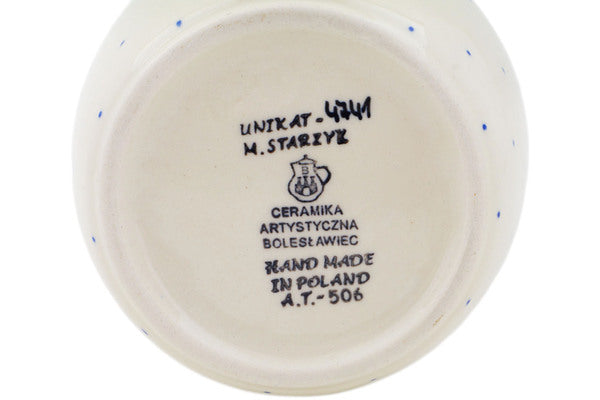 UNIKAT-4741
M.STARZYK
B
CERAMIKA
ARTYSTYCZNA
BOLESŁAWIEC
HAND MADE
IN POLAND
A.T.-506